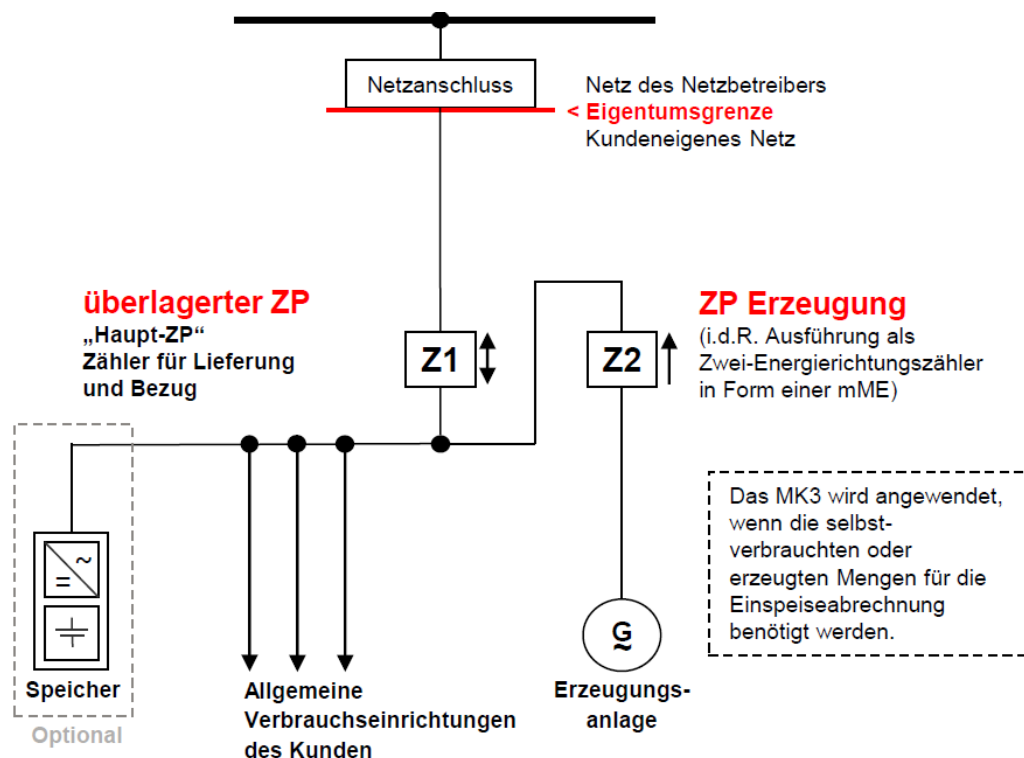 Netzanschluss
Netz des Netzbetribers
< Eigentumsgrenze
Kundeneigenes Netz
überlagerter ZP
„Haupt-ZP“
Zähler für Lieferung
und Bezug
Z1
Z2
ZP Erzeugung
(i.d.R. Ausführung als
Zwei-Energierichtungszähler
in Form einer mME)
Das MK3 wird angewendet,
wenn die selbst-
verbrauchten oder
erzeugten Mengen für die
Einspeiseabrechnung
benötigt werden.
~
=
G
~
Speicher
Optional
Allgemeine
Verbrauchseinrichtungen
des Kunden
Erzeugungs-
anlage